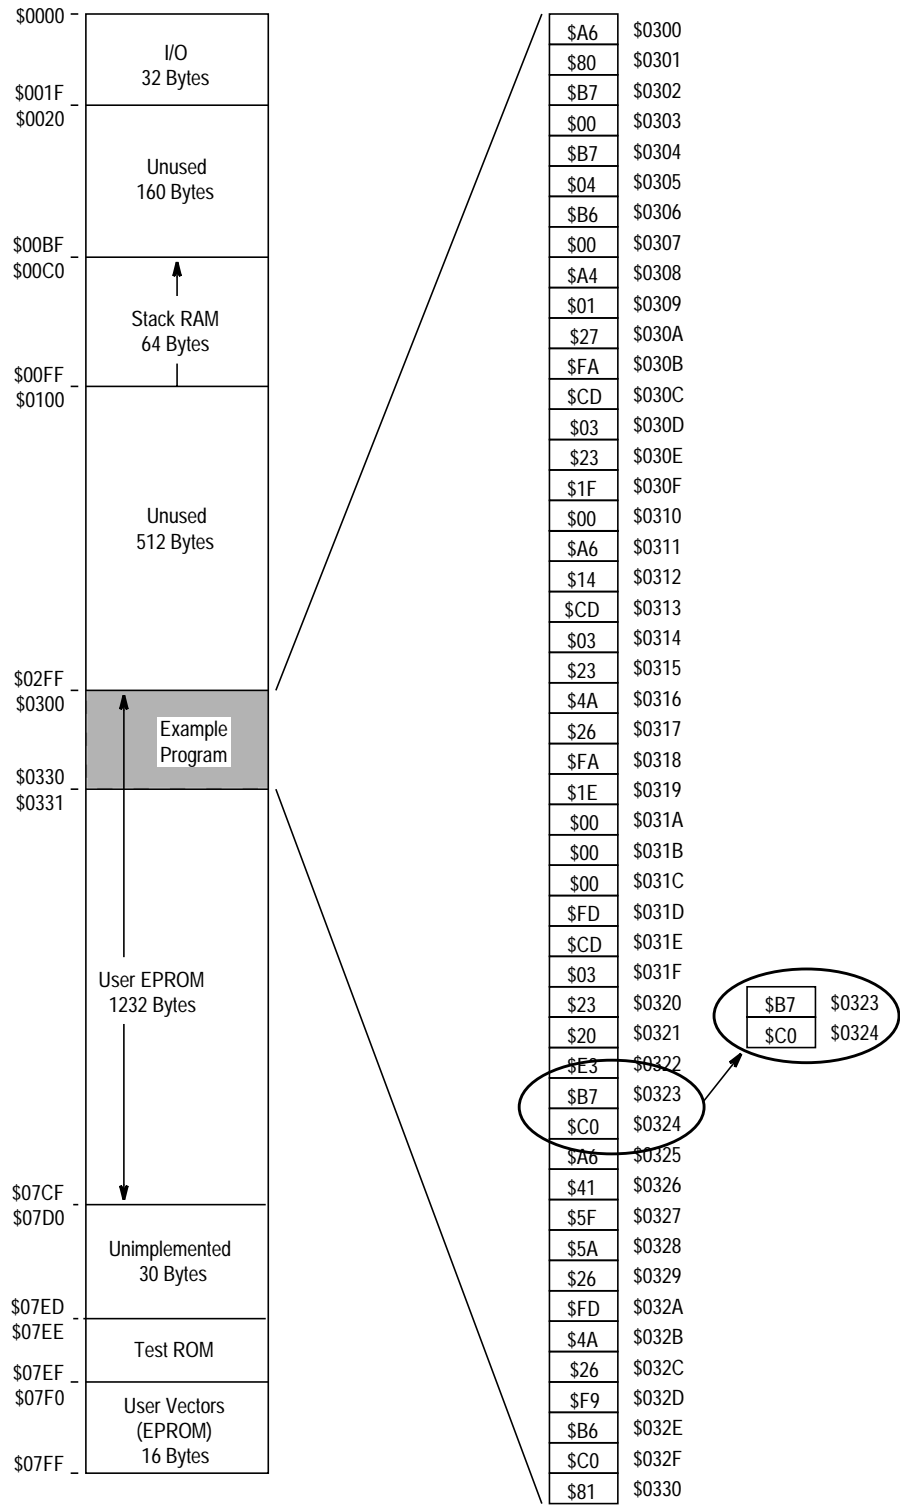 $0000
I/O
32 Bytes
$001F
$0020
Unused
160 Bytes
$00BF
$00C0
Stack RAM
64 Bytes
$00FF
$0100
Unused
512 Bytes
$02FF
$0300
Example
Program
$0330
$0331
User EPROM
1232 Bytes
$07CF
$07D0
Unimplemented
30 Bytes
$07ED
$07EE
Test ROM
$07EF
$07F0
User Vectors
(EPROM)
16 Bytes
$07FF
$A6 $0300
$80 $0301
$B7 $0302
$00 $0303
$B7 $0304
$04 $0305
$B6 $0306
$00 $0307
$A4 $0308
$01 $0309
$27 $030A
$FA $030B
$CD $030C
$03 $030D
$23 $030E
$1F $030F
$00 $0310
$A6 $0311
$14 $0312
$CD $0313
$03 $0314
$23 $0315
$4A $0316
$26 $0317
$FA $0318
$1E $0319
$00 $031A
$00 $031B
$00 $031C
$FD $031D
$CD $031E
$03 $031F
$23 $0320
$20 $0321
$E3 $0322
$B7 $0323
$C0 $0324
$A6 $0325
$41 $0326
$5F $0327
$5A $0328
$26 $0329
$FD $032A
$4A $032B
$26 $032C
$F9 $032D
$B6 $032E
$C0 $032F
$81 $0330
$B7 $0323
$C0 $0324